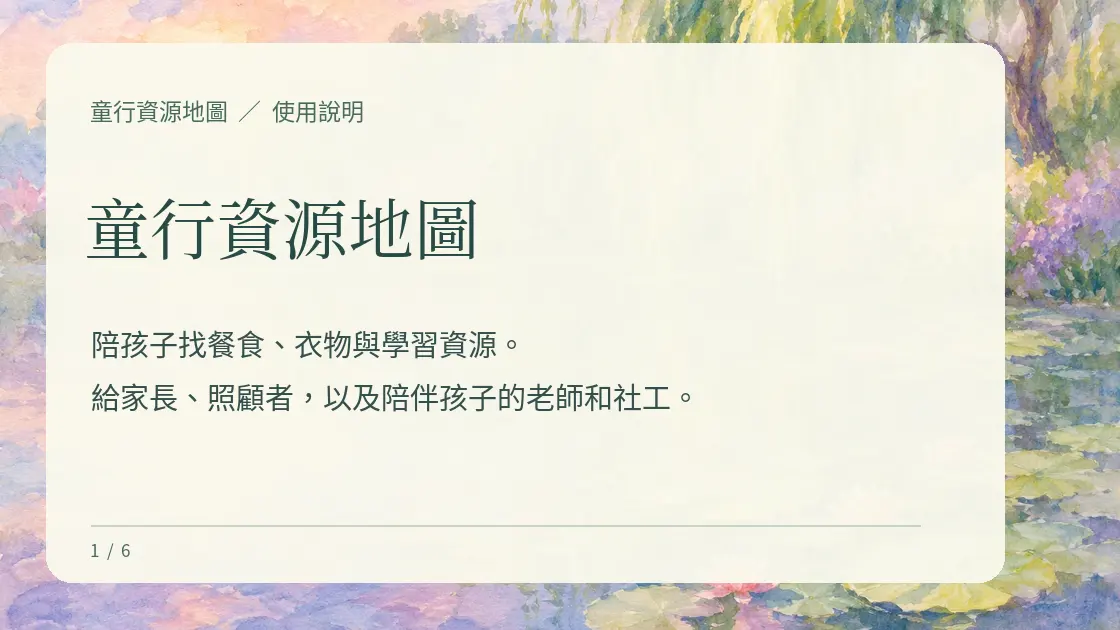 童行資源地圖 ／ 使用說明
童行資源地圖
陪孩子找餐食、衣物與學習資源。
給家長、照顧者，以及陪伴孩子的老師和社工。
1 / 6